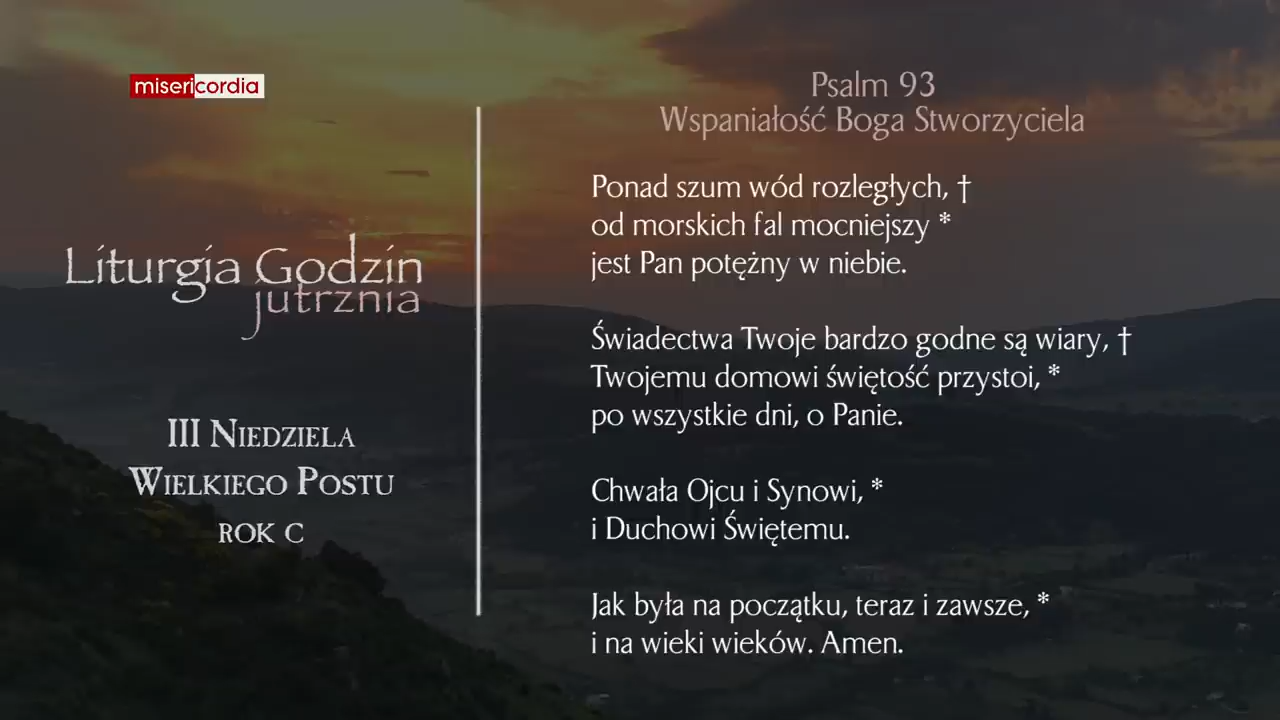 misericordia
Liturgia Godzin
jutrznia
III Niedziela
Wielkiego Postu
rok C
Psalm 93
Wspaniałość Boga Stworzyciela
Ponad szum wód rozległych, †
od morskich fal mocniejszy *
jest Pan potężny w niebie.
Świadectwa Twoje bardzo godne są wiary, †
Twojemu domowi świętość przystoi, *
po wszystkie dni, o Panie.
Chwała Ojcu i Synowi, *
i Duchowi Świętemu.
Jak była na początku, teraz i zawsze, *
i na wieki wieków. Amen.